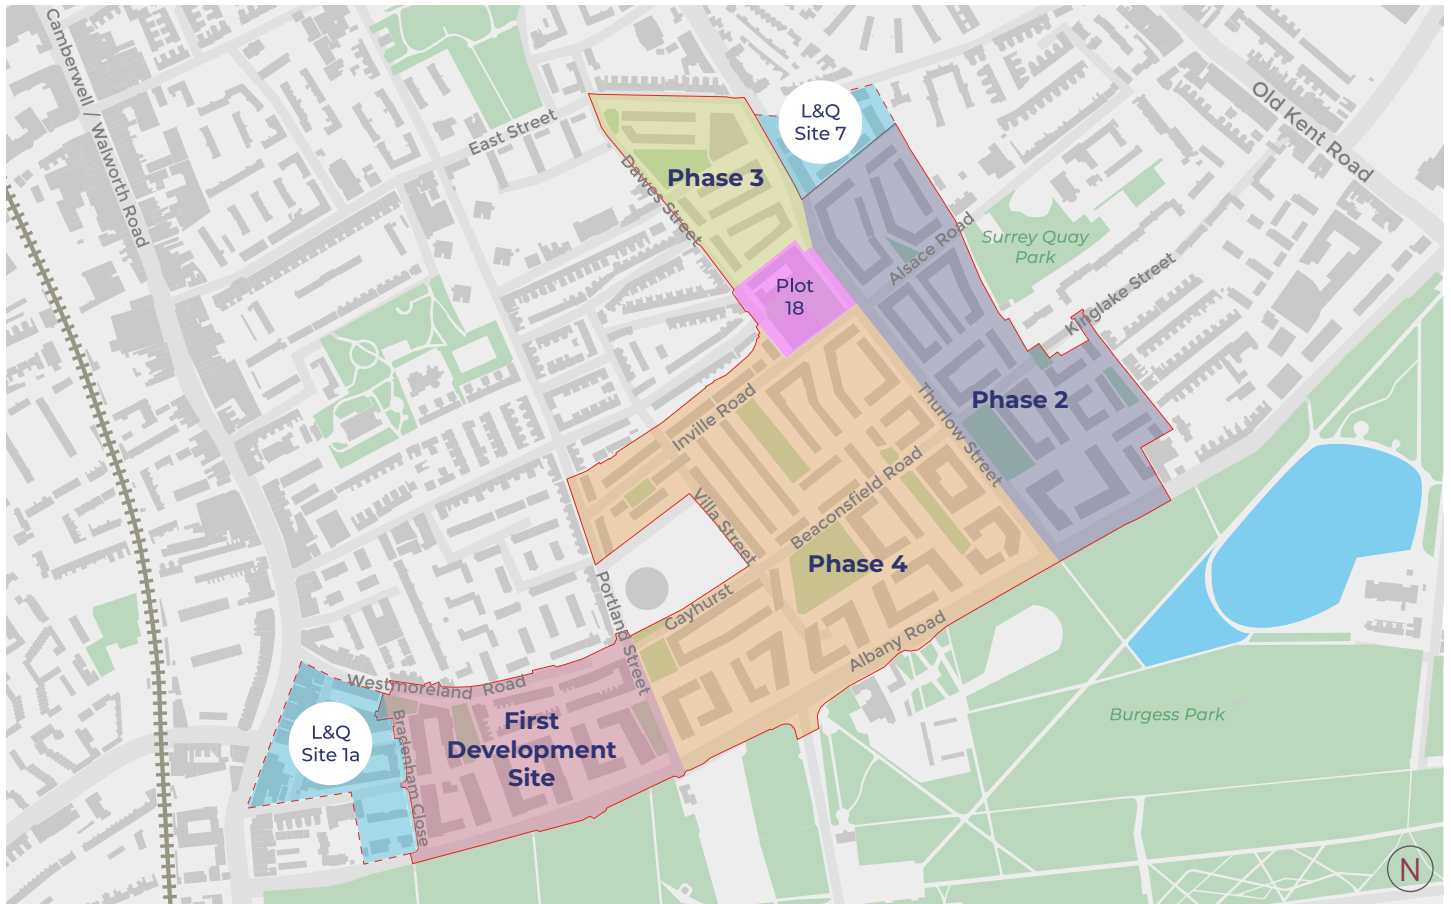 Camberwell / Walworth Road
East Street
Old Kent Road
L&Q
Site 7
Dawes Street
Phase 3
Alsace Road
Surrey Quay
Park
Kinglake Street
Plot
18
Phase 2
Thurlow Street
Inville Road
Beaconsfield Road
Villa Street
Phase 4
Gayhurst
Portland Street
Albany Road
Westmoreland Road
Bradenham Close
L&Q
Site 1a
First
Development
Site
Burgess Park
N